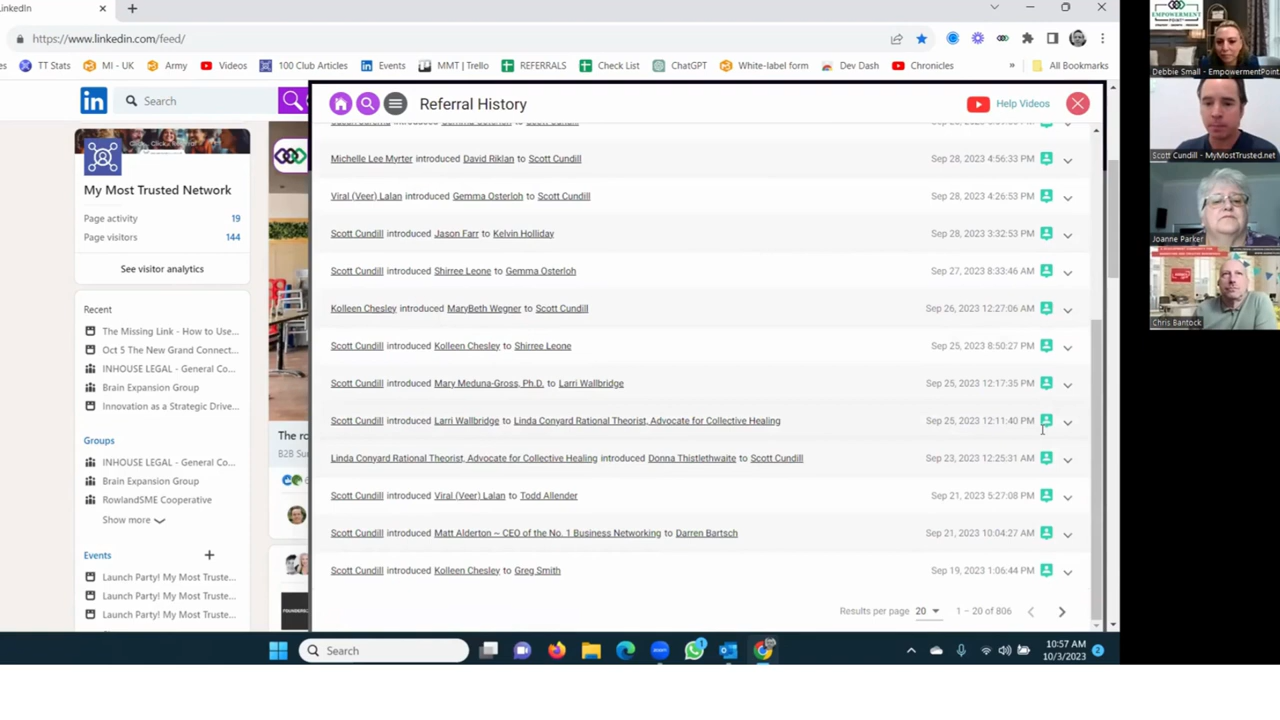 LinkedIn
https://www.linkedin.com/feed/
TT Stats
MI - UK
Army
Videos
100 Club Articles
Events
MMT | Trello
REFERRALS
Check List
ChatGPT
White-label form
Dev Dash
Chronicles
»
All Bookmarks
in
Search
Referral History
Help Videos
My Most Trusted Network
Page activity 19
Page visitors 144
See visitor analytics
Recent
The Missing Link - How to Use...
Oct 5 The New Grand Connect...
INHOUSE LEGAL - General Co...
Brain Expansion Group
Innovation as a Strategic Drive...
Groups
INHOUSE LEGAL - General Co...
Brain Expansion Group
RowlandSME Cooperative
Show more
Events
Launch Party! My Most Truste...
Launch Party! My Most Truste...
Launch Party! My Most Truste...
The ro
B2B Su
Michelle Lee Myrter introduced David Riklan to Scott Cundill Sep 28, 2023 4:56:33 PM
Viral (Veer) Lalan introduced Gemma Osterloh to Scott Cundill Sep 28, 2023 4:26:53 PM
Scott Cundill introduced Jason Farr to Kelvin Holliday Sep 28, 2023 3:32:53 PM
Scott Cundill introduced Shirree Leone to Gemma Osterloh Sep 27, 2023 8:33:46 AM
Kolleen Chesley introduced MaryBeth Wegner to Scott Cundill Sep 26, 2023 12:27:06 AM
Scott Cundill introduced Kolleen Chesley to Shirree Leone Sep 25, 2023 8:50:27 PM
Scott Cundill introduced Mary Meduna-Gross, Ph.D. to Larri Wallbridge Sep 25, 2023 12:17:35 PM
Scott Cundill introduced Larri Wallbridge to Linda Conyard Rational Theorist, Advocate for Collective Healing Sep 25, 2023 12:11:40 PM
Linda Conyard Rational Theorist, Advocate for Collective Healing introduced Donna Thistlethwaite to Scott Cundill Sep 23, 2023 12:25:31 AM
Scott Cundill introduced Viral (Veer) Lalan to Todd Allender Sep 21, 2023 5:27:08 PM
Scott Cundill introduced Matt Alderton ~ CEO of the No. 1 Business Networking to Darren Bartsch Sep 21, 2023 10:04:27 AM
Scott Cundill introduced Kolleen Chesley to Greg Smith Sep 19, 2023 1:06:44 PM
Results per page 20 1 – 20 of 806
Search
10:57 AM
10/3/2023
2
EMPOWERMENT
POINT
Debbie Small - EmpowermentPoin
Scott Cundill - MyMostTrusted.net
Joanne Parker
Chris Bantock